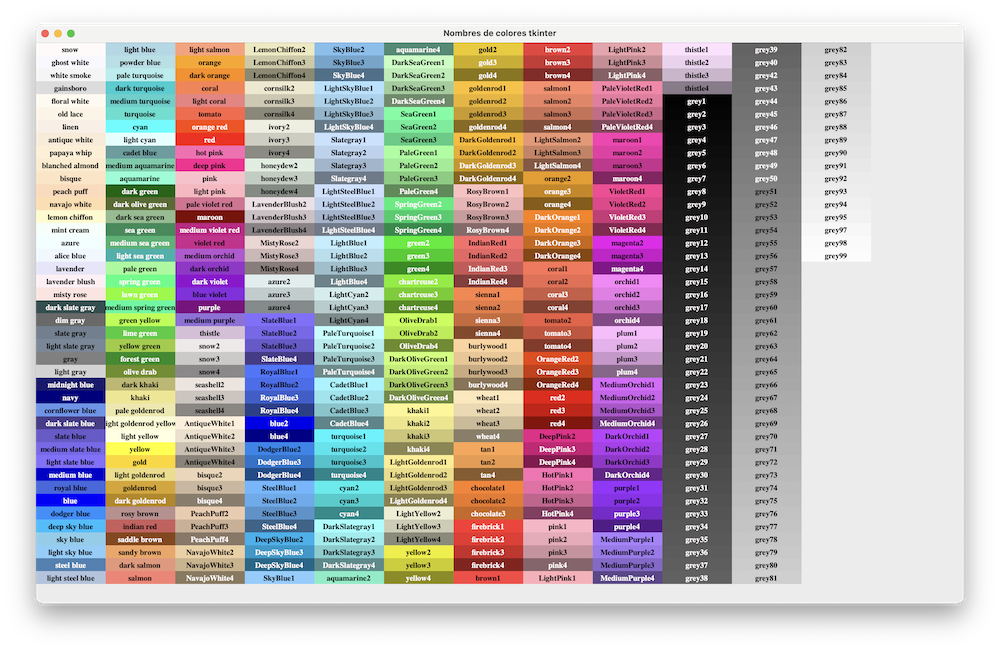 Nombres de colores tkinter
snow
ghost white
white smoke
gainsboro
floral white
old lace
linen
antique white
papaya whip
blanched almond
bisque
peach puff
navajo white
lemon chiffon
mint cream
azure
alice blue
lavender
lavender blush
misty rose
dark slate gray
dim gray
slate gray
light slate gray
gray
light gray
midnight blue
navy
cornflower blue
dark slate blue
slate blue
medium slate blue
light slate blue
medium blue
royal blue
blue
dodger blue
deep sky blue
sky blue
light sky blue
steel blue
light steel blue
light blue
powder blue
pale turquoise
dark turquoise
medium turquoise
turquoise
cyan
light cyan
cadet blue
medium aquamarine
aquamarine
dark green
dark olive green
dark sea green
sea green
medium sea green
light sea green
pale green
spring green
lawn green
medium spring green
green yellow
lime green
yellow green
forest green
olive drab
dark khaki
khaki
pale goldenrod
ight goldenrod yellow
light yellow
yellow
gold
light goldenrod
goldenrod
dark goldenrod
rosy brown
indian red
saddle brown
sandy brown
dark salmon
salmon
light salmon
orange
dark orange
coral
light coral
tomato
orange red
red
hot pink
deep pink
pink
light pink
pale violet red
maroon
medium violet red
violet red
medium orchid
dark orchid
dark violet
blue violet
purple
medium purple
thistle
snow2
snow3
snow4
seashell2
seashell3
seashell4
AntiqueWhite1
AntiqueWhite2
AntiqueWhite3
AntiqueWhite4
bisque2
bisque3
bisque4
PeachPuff2
PeachPuff3
PeachPuff4
NavajoWhite2
NavajoWhite3
NavajoWhite4
LemonChiffon2
LemonChiffon3
LemonChiffon4
cornsilk2
cornsilk3
cornsilk4
ivory2
ivory3
ivory4
honeydew2
honeydew3
honeydew4
LavenderBlush2
LavenderBlush3
LavenderBlush4
MistyRose2
MistyRose3
MistyRose4
azure2
azure3
azure4
SlateBlue1
SlateBlue2
SlateBlue3
SlateBlue4
RoyalBlue1
RoyalBlue2
RoyalBlue3
RoyalBlue4
blue2
blue4
DodgerBlue2
DodgerBlue3
DodgerBlue4
SteelBlue1
SteelBlue2
SteelBlue3
SteelBlue4
DeepSkyBlue2
DeepSkyBlue3
DeepSkyBlue4
SkyBlue1
SkyBlue2
SkyBlue3
SkyBlue4
LightSkyBlue1
LightSkyBlue2
LightSkyBlue3
LightSkyBlue4
Slategray1
Slategray2
Slategray3
Slategray4
LightSteelBlue1
LightSteelBlue2
LightSteelBlue3
LightSteelBlue4
LightBlue1
LightBlue2
LightBlue3
LightBlue4
LightCyan2
LightCyan3
LightCyan4
PaleTurquoise1
PaleTurquoise2
PaleTurquoise3
PaleTurquoise4
CadetBlue1
CadetBlue2
CadetBlue3
CadetBlue4
turquoise1
turquoise2
turquoise3
turquoise4
cyan2
cyan3
cyan4
DarkSlategray1
DarkSlategray2
DarkSlategray3
DarkSlategray4
aquamarine2
aquamarine4
DarkSeaGreen1
DarkSeaGreen2
DarkSeaGreen3
DarkSeaGreen4
SeaGreen1
SeaGreen2
SeaGreen3
PaleGreen1
PaleGreen2
PaleGreen3
PaleGreen4
SpringGreen2
SpringGreen3
SpringGreen4
green2
green3
green4
chartreuse2
chartreuse3
chartreuse4
OliveDrab1
OliveDrab2
OliveDrab4
DarkOliveGreen1
DarkOliveGreen2
DarkOliveGreen3
DarkOliveGreen4
khaki1
khaki2
khaki3
khaki4
LightGoldenrod1
LightGoldenrod2
LightGoldenrod3
LightGoldenrod4
LightYellow2
LightYellow3
LightYellow4
yellow2
yellow3
yellow4
gold2
gold3
gold4
goldenrod1
goldenrod2
goldenrod3
goldenrod4
DarkGoldenrod1
DarkGoldenrod2
DarkGoldenrod3
DarkGoldenrod4
RosyBrown1
RosyBrown2
RosyBrown3
RosyBrown4
IndianRed1
IndianRed2
IndianRed3
IndianRed4
sienna1
sienna2
sienna3
sienna4
burlywood1
burlywood2
burlywood3
burlywood4
wheat1
wheat2
wheat3
wheat4
tan1
tan2
tan4
chocolate1
chocolate2
chocolate3
firebrick1
firebrick2
firebrick3
firebrick4
brown1
brown2
brown3
brown4
salmon1
salmon2
salmon3
salmon4
LightSalmon2
LightSalmon3
LightSalmon4
orange2
orange3
orange4
DarkOrange1
DarkOrange2
DarkOrange3
DarkOrange4
coral1
coral2
coral3
coral4
tomato2
tomato3
tomato4
OrangeRed2
OrangeRed3
OrangeRed4
red2
red3
red4
DeepPink2
DeepPink3
DeepPink4
HotPink1
HotPink2
HotPink3
HotPink4
pink1
pink2
pink3
pink4
LightPink1
LightPink2
LightPink3
LightPink4
PaleVioletRed1
PaleVioletRed2
PaleVioletRed3
PaleVioletRed4
maroon1
maroon2
maroon3
maroon4
VioletRed1
VioletRed2
VioletRed3
VioletRed4
magenta2
magenta3
magenta4
orchid1
orchid2
orchid3
orchid4
plum1
plum2
plum3
plum4
MediumOrchid1
MediumOrchid2
MediumOrchid3
MediumOrchid4
DarkOrchid1
DarkOrchid2
DarkOrchid3
DarkOrchid4
purple1
purple2
purple3
purple4
MediumPurple1
MediumPurple2
MediumPurple3
MediumPurple4
thistle1
thistle2
thistle3
thistle4
grey1
grey2
grey3
grey4
grey5
grey6
grey7
grey8
grey9
grey10
grey11
grey12
grey13
grey14
grey15
grey16
grey17
grey18
grey19
grey20
grey21
grey22
grey23
grey24
grey25
grey26
grey27
grey28
grey29
grey30
grey31
grey32
grey33
grey34
grey35
grey36
grey37
grey38
grey39
grey40
grey42
grey43
grey44
grey45
grey46
grey47
grey48
grey49
grey50
grey51
grey52
grey53
grey54
grey55
grey56
grey57
grey58
grey59
grey60
grey61
grey62
grey63
grey64
grey65
grey66
grey67
grey68
grey69
grey70
grey71
grey72
grey73
grey74
grey75
grey76
grey77
grey78
grey79
grey80
grey81
grey82
grey83
grey84
grey85
grey86
grey87
grey88
grey89
grey90
grey91
grey92
grey93
grey94
grey95
grey97
grey98
grey99